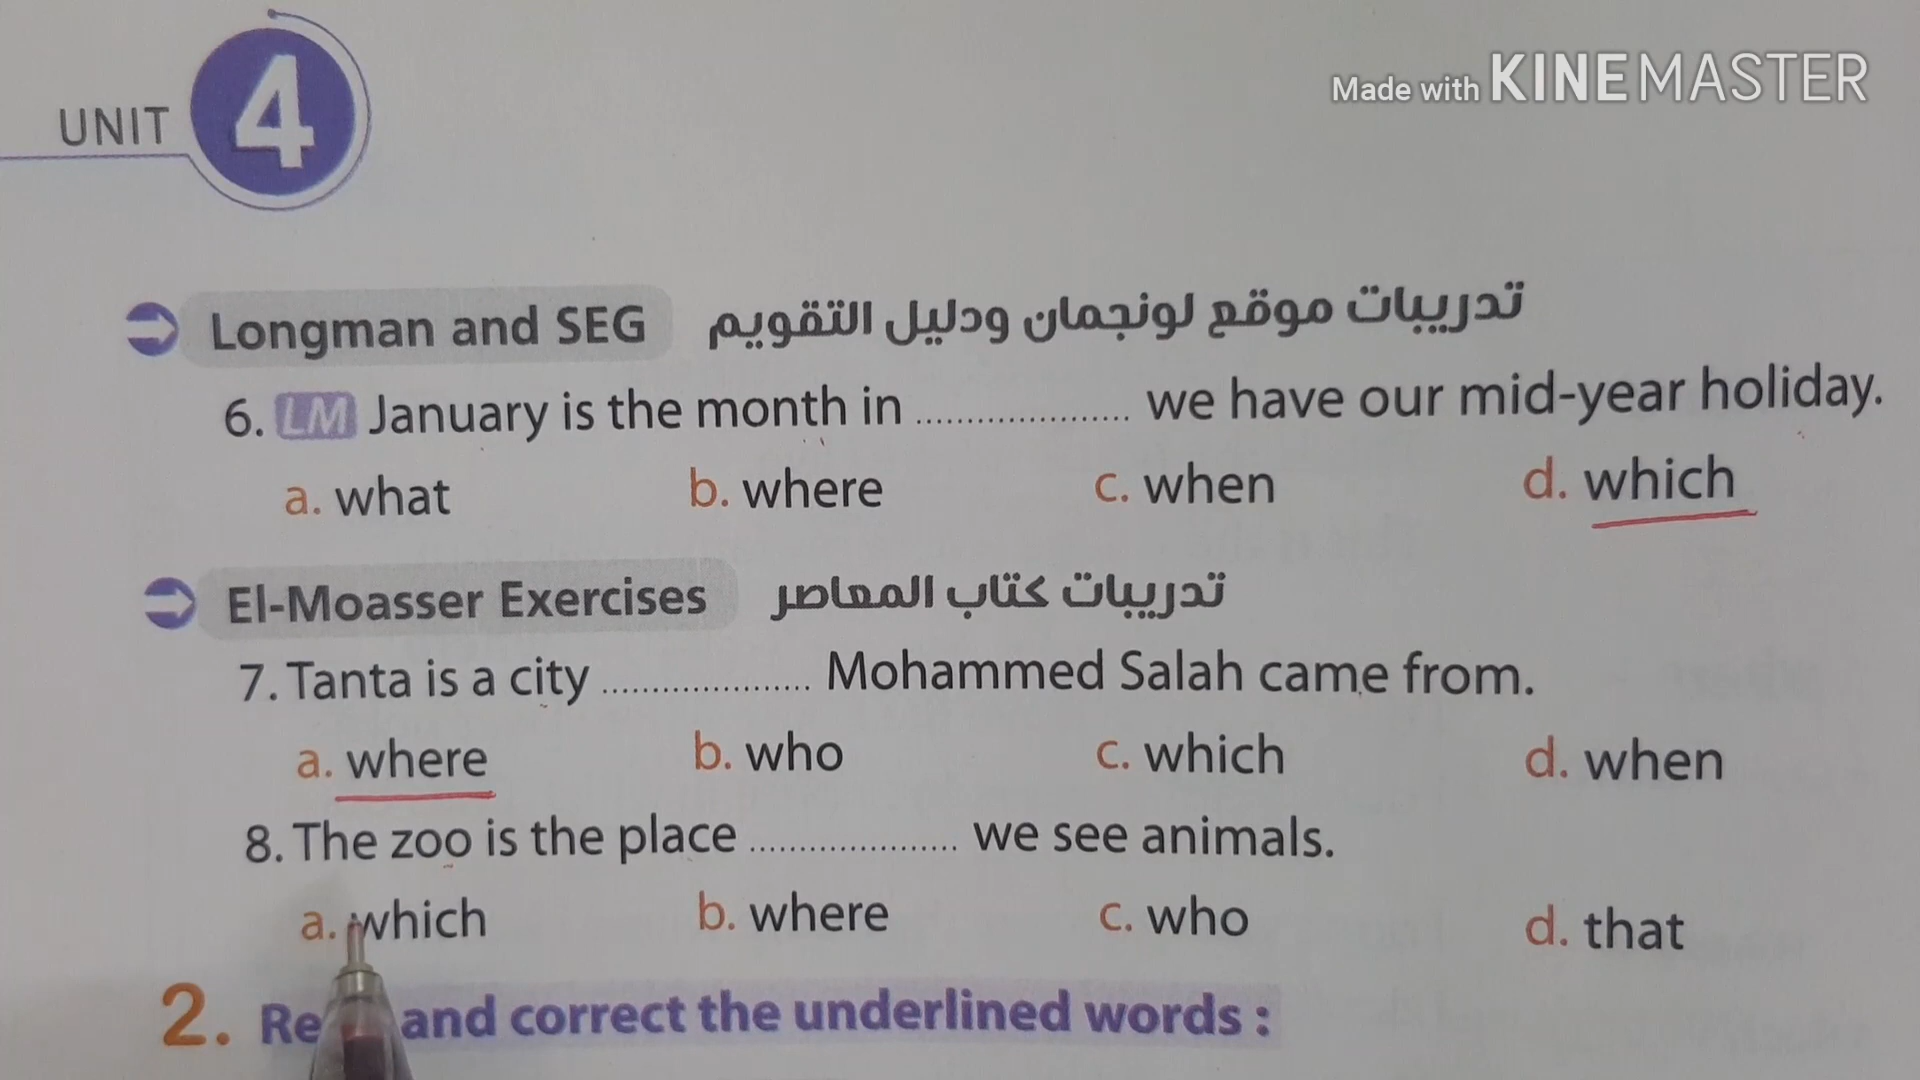 UNIT 4
Made with KINEMASTER
Longman and SEG تدريبات موقع لونجمان ودليل التقويم
6. LM January is the month in .................... we have our mid-year holiday.
a. what b. where c. when d. which
El-Moasser Exercises تدريبات كتاب المعاصر
7. Tanta is a city .................... Mohammed Salah came from.
a. where b. who c. which d. when
8. The zoo is the place .................... we see animals.
a. which b. where c. who d. that
2. and correct the underlined words :